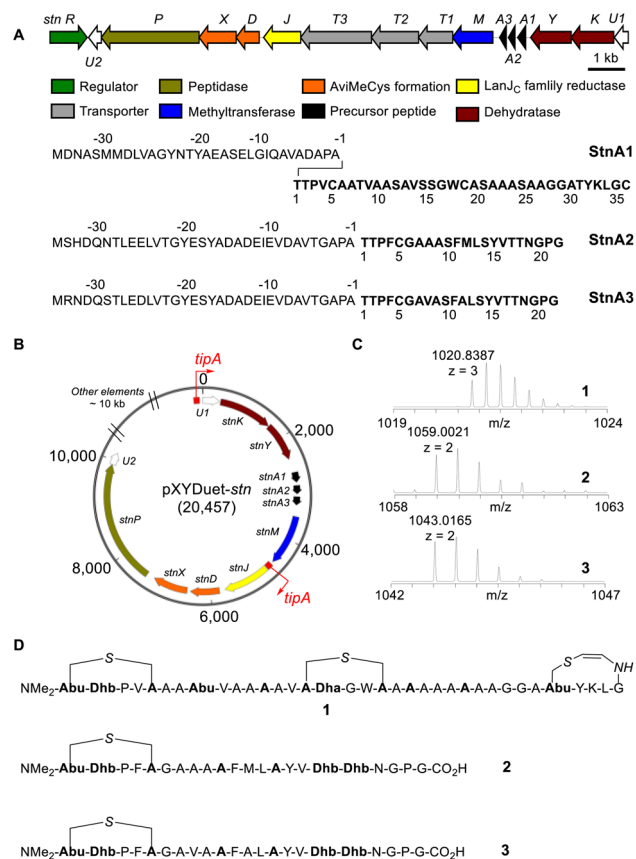 A
stn R P X D J T3 T2 T1 M A3 A1 Y K U1
U2 A2
1 kb
Regulator Peptidase AviMeCys formation LanJC famlily reductase
Transporter Methyltransferase Precursor peptide Dehydratase
-30 -20 -10 -1
MDNASMMDLVAGYNTYAEASELGIQAVADAPA StnA1
TTPVCAATVAASAVSSGWCASAAASAAGGATYKLGC
1 5 10 15 20 25 30 35
-30 -20 -10 -1
MSHDQNTLEELVTGYESYADADEIEVDAVTGAPA TTPFCGAAASFMLSYVTTNGPG StnA2
1 5 10 15 20
-30 -20 -10 -1
MRNDQSTLEDLVTGYESYADADEIEVDAVTGAPA TTPFCGAVASFALSYVTTNGPG StnA3
1 5 10 15 20
B
tipA
0
Other elements
~ 10 kb
U1
stnK
stnY
2,000
10,000
U2
stnA1
stnA2
stnA3
pXYDuet-stn
(20,457)
stnP
stnM
4,000
8,000
stnX
stnD
stnJ
tipA
6,000
C
1020.8387
z = 3
1
1019 m/z 1024
1059.0021
z = 2
2
1058 m/z 1063
1043.0165
z = 2
3
1042 m/z 1047
D
S S S NH
NMe2-Abu-Dhb-P-V-A-A-A-Abu-V-A-A-A-A-V-A-Dha-G-W-A-A-A-A-A-A-A-A-G-G-A-Abu-Y-K-L-G
1
S
NMe2-Abu-Dhb-P-F-A-G-A-A-A-A-F-M-L-A-Y-V-Dhb-Dhb-N-G-P-G-CO2H 2
S
NMe2-Abu-Dhb-P-F-A-G-A-V-A-A-F-A-L-A-Y-V-Dhb-Dhb-N-G-P-G-CO2H 3